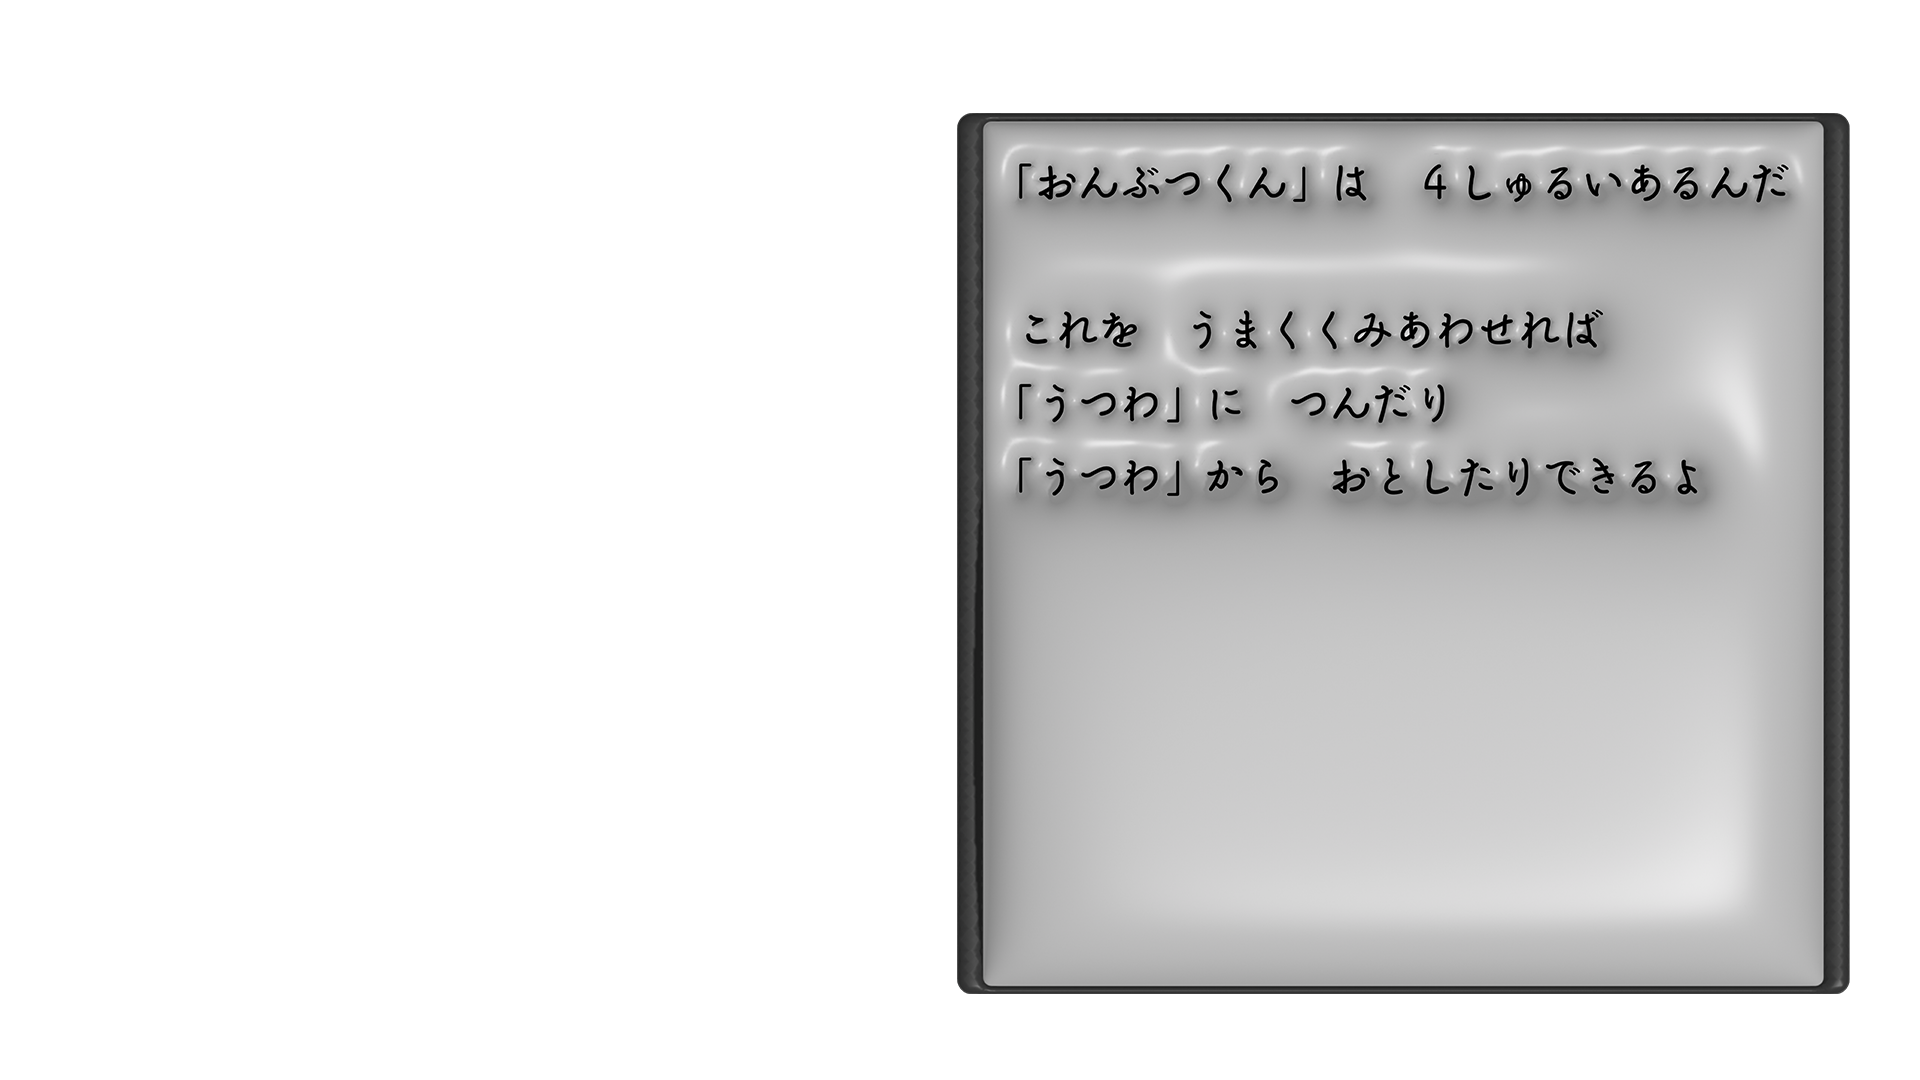 「おんぶつくん」は　４しゅるいあるんだ
これを　うまくくみあわせれば
「うつわ」に　つんだり
「うつわ」から　おとしたりできるよ